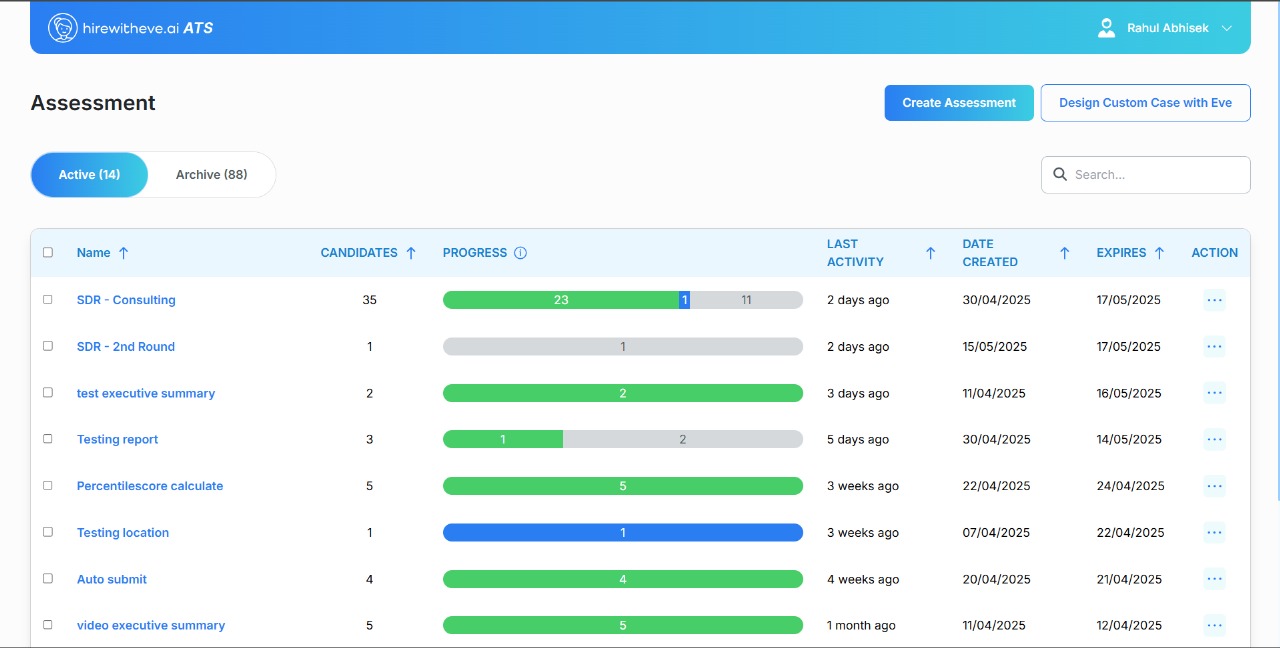 hirewitheve.ai ATS
Rahul Abhisek
Assessment
Create Assessment
Design Custom Case with Eve
Active (14)
Archive (88)
Search...
Name CANDIDATES PROGRESS LAST ACTIVITY DATE CREATED EXPIRES ACTION
SDR - Consulting 35 23 1 11 2 days ago 30/04/2025 17/05/2025
SDR - 2nd Round 1 1 2 days ago 15/05/2025 17/05/2025
test executive summary 2 2 3 days ago 11/04/2025 16/05/2025
Testing report 3 1 2 5 days ago 30/04/2025 14/05/2025
Percentilescore calculate 5 5 3 weeks ago 22/04/2025 24/04/2025
Testing location 1 1 3 weeks ago 07/04/2025 22/04/2025
Auto submit 4 4 4 weeks ago 20/04/2025 21/04/2025
video executive summary 5 5 1 month ago 11/04/2025 12/04/2025